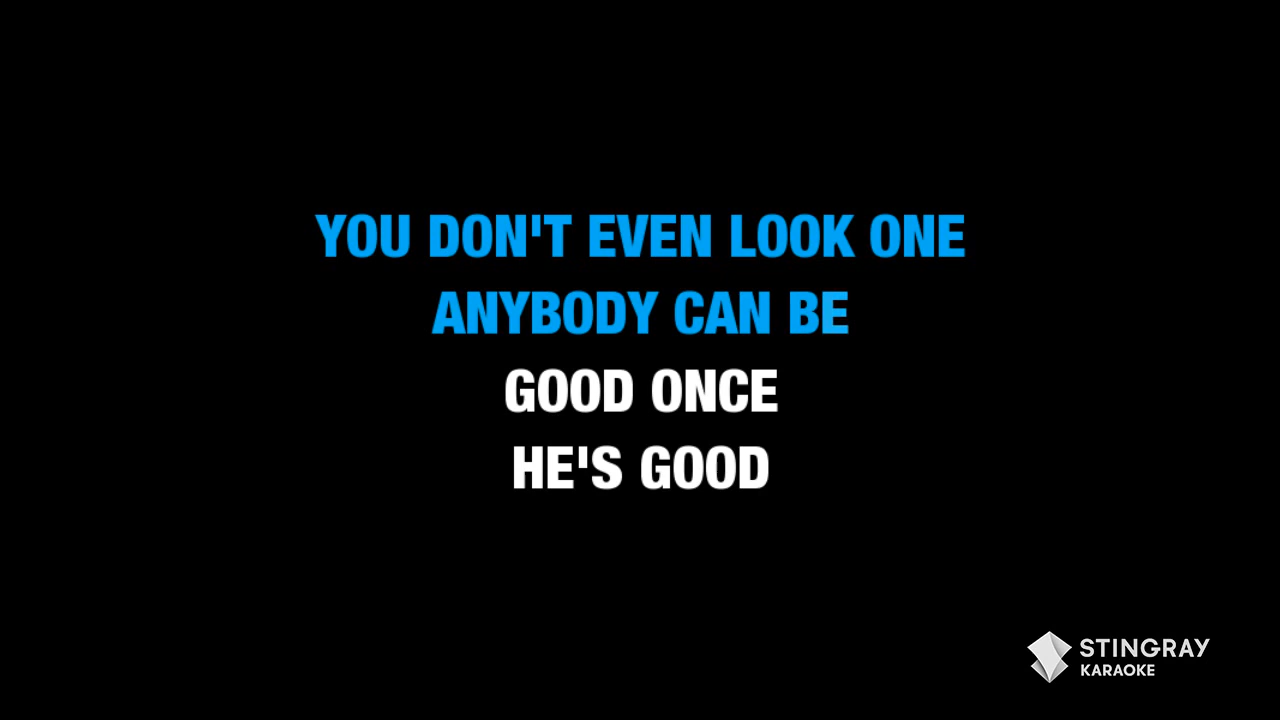 YOU DON'T EVEN LOOK ONE
ANYBODY CAN BE
GOOD ONCE
HE'S GOOD
STINGRAY
KARAOKE